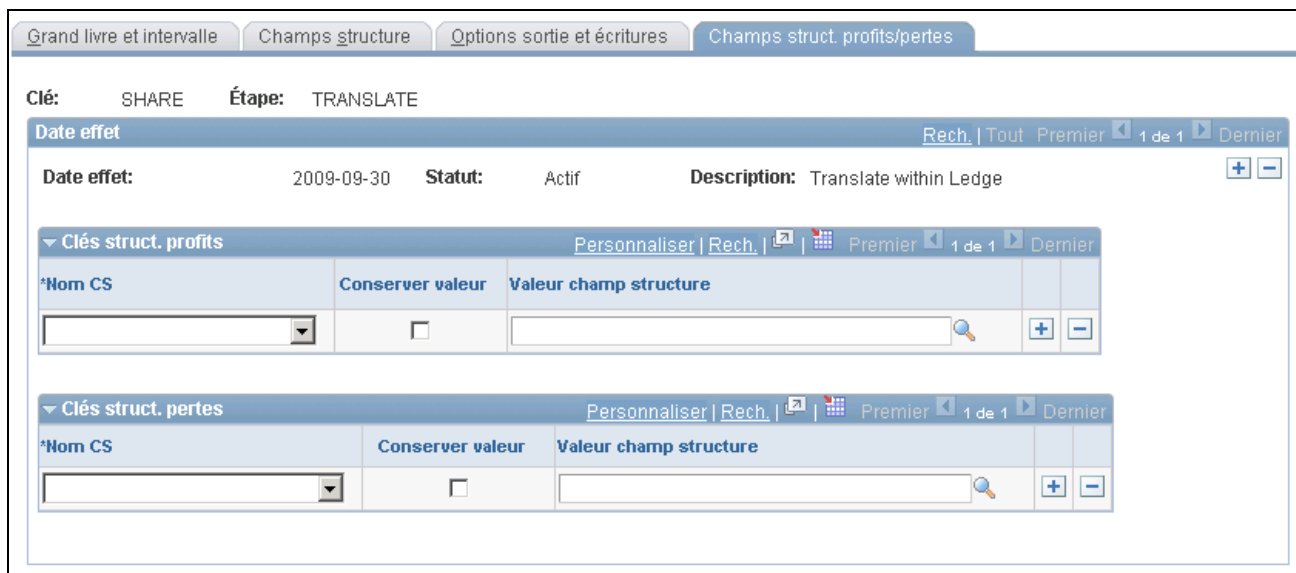 Grand livre et intervalle Champs structure Options sortie et écritures Champs struct. profits/pertes
Clé: SHARE Étape: TRANSLATE
Date effet Rech. | Tout Premier 1 de 1 Dernier
Date effet: 2009-09-30 Statut: Actif Description: Translate within Ledge
Clés struct. profits Personnaliser | Rech. | | Premier 1 de 1 Dernier
*Nom CS Conserver valeur Valeur champ structure
Clés struct. pertes Personnaliser | Rech. | | Premier 1 de 1 Dernier
*Nom CS Conserver valeur Valeur champ structure